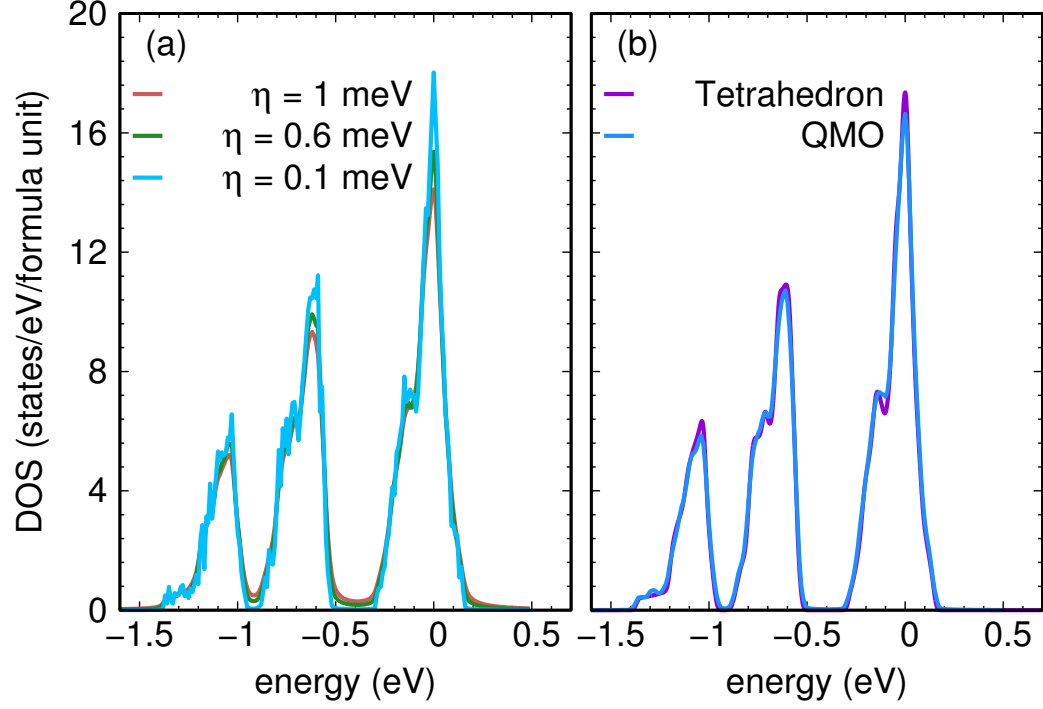 (a)
η = 1 meV
η = 0.6 meV
η = 0.1 meV
20
16
12
8
4
0
DOS (states/eV/formula unit)
−1.5 −1 −0.5 0 0.5
energy (eV)
(b)
Tetrahedron
QMO
−1.5 −1 −0.5 0 0.5
energy (eV)